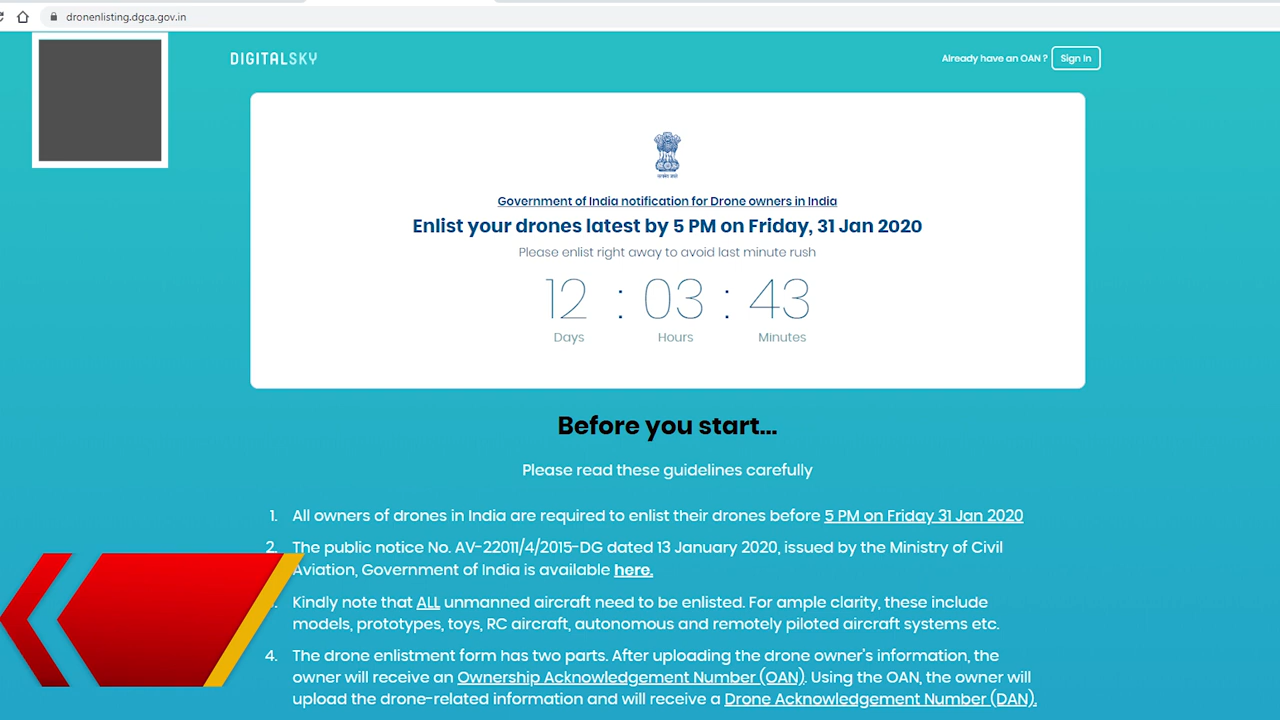 dronenlisting.dgca.gov.in
DIGITALSKY
Already have an OAN ? Sign In
Government of India notification for Drone owners in India
Enlist your drones latest by 5 PM on Friday, 31 Jan 2020
Please enlist right away to avoid last minute rush
12 : 03 : 43
Days Hours Minutes
Before you start...
Please read these guidelines carefully
1. All owners of drones in India are required to enlist their drones before 5 PM on Friday 31 Jan 2020
2. The public notice No. AV-22011/4/2015-DG dated 13 January 2020, issued by the Ministry of Civil
Aviation, Government of India is available here.
Kindly note that ALL unmanned aircraft need to be enlisted. For ample clarity, these include
models, prototypes, toys, RC aircraft, autonomous and remotely piloted aircraft systems etc.
4. The drone enlistment form has two parts. After uploading the drone owner's information, the
owner will receive an Ownership Acknowledgement Number (OAN). Using the OAN, the owner will
upload the drone-related information and will receive a Drone Acknowledgement Number (DAN).